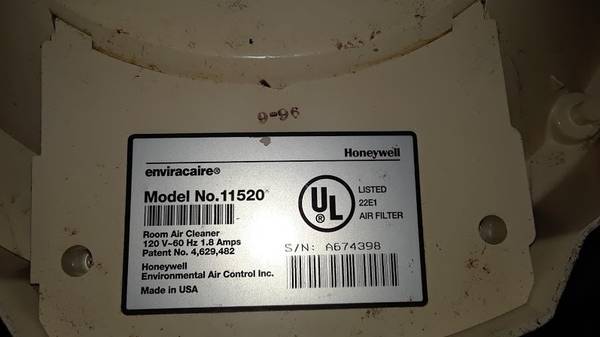 9-96
enviracaire®
Honeywell
Model No.11520
UL
®
LISTED
22E1
AIR FILTER
Room Air Cleaner
120 V~60 Hz 1.8 Amps
Patent No. 4,629,482
S/N: A674398
Honeywell
Environmental Air Control Inc.
Made in USA